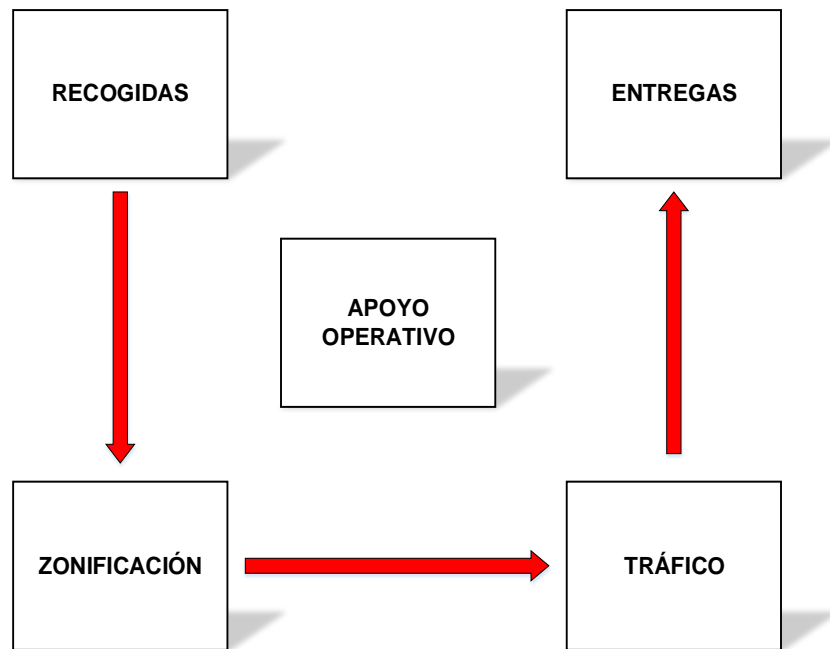 RECOGIDAS
ENTREGAS
APOYO
OPERATIVO
ZONIFICACIÓN
TRÁFICO